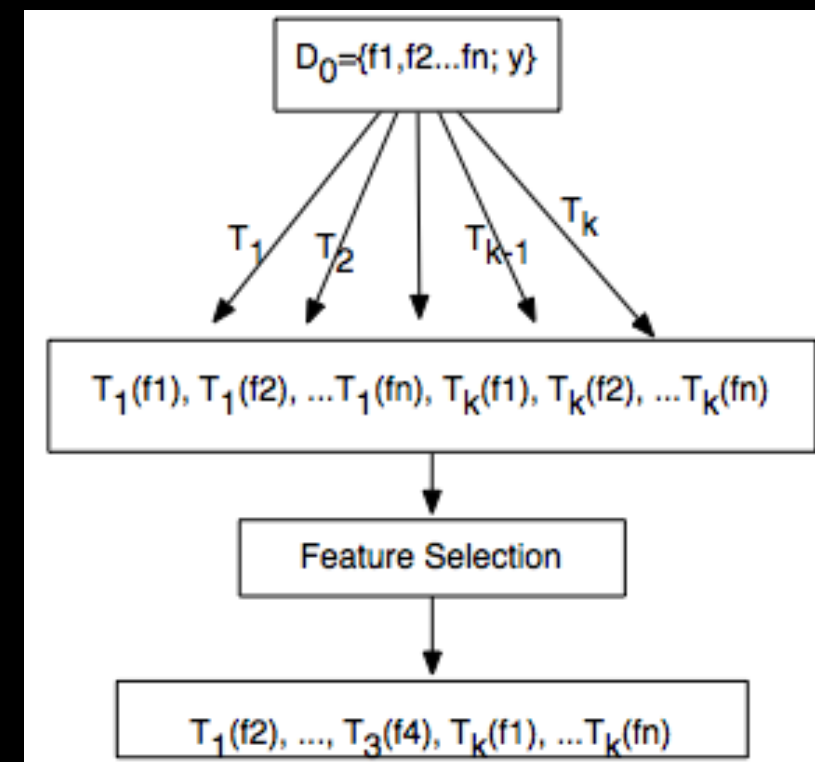 D0={f1,f2...fn; y}
T1
T2
Tk-1
Tk
T1(f1), T1(f2), ...T1(fn), Tk(f1), Tk(f2), ...Tk(fn)
Feature Selection
T1(f2), ..., T3(f4), Tk(f1), ...Tk(fn)